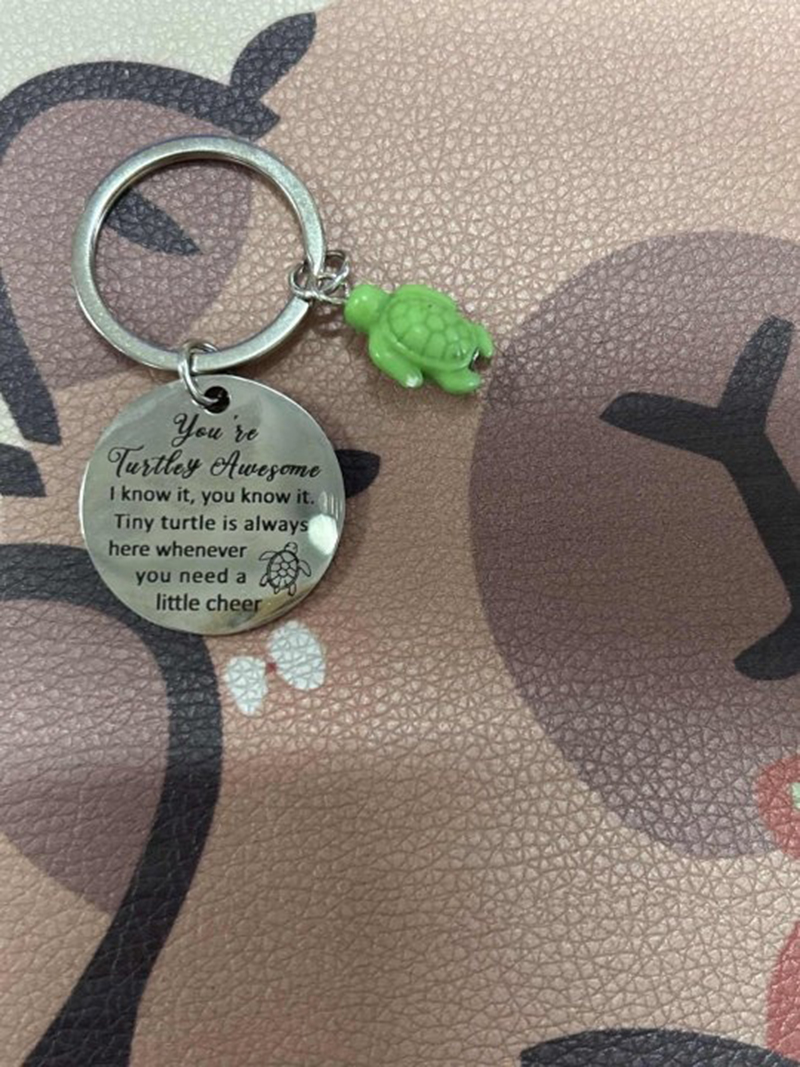 You're
Turtley Awesome
I know it, you know it.
Tiny turtle is always
here whenever
you need a
little cheer